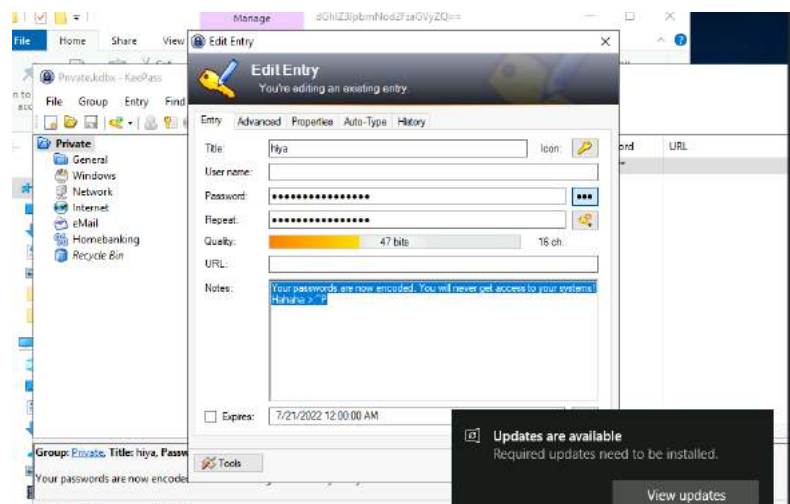 Manage
File
Home
Share
View
Private.kdbx - KeePass
File
Group
Entry
Find
Private
General
Windows
Network
Internet
eMail
Homebanking
Recycle Bin
Edit Entry
Edit Entry
You're editing an existing entry.
Entry
Advanced
Properties
Auto-Type
History
Title:
hiya
Icon:
User name:
Password:
••••••••••••••••
Repeat:
••••••••••••••••
Quality:
47 bits
16 ch.
URL:
Notes:
Your passwords are now encoded. You will never get access to your systems!
Hahaha > ^P
Expires:
7/21/2022 12:00:00 AM
Tools
URL
Group: Private, Title: hiya, Passw
Your passwords are now encode
Updates are available
Required updates need to be installed.
View updates